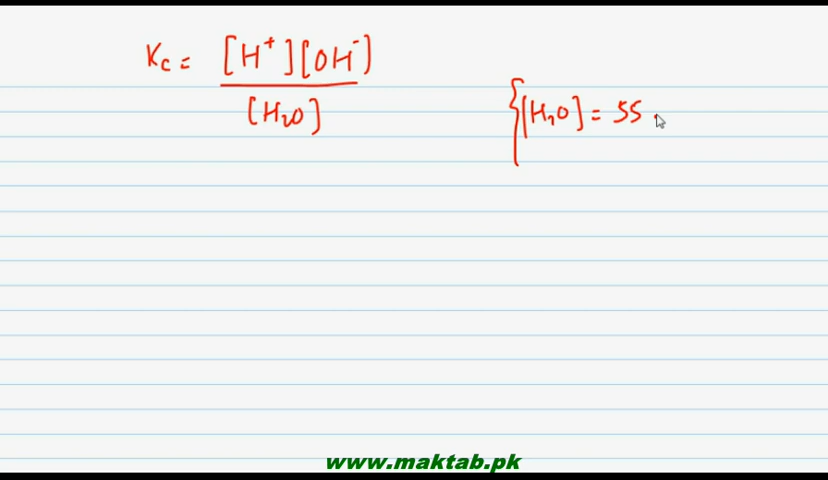 Kc = [H⁺][OH⁻]
[H₂O]
{[H₂O] = 55.
www.maktab.pk